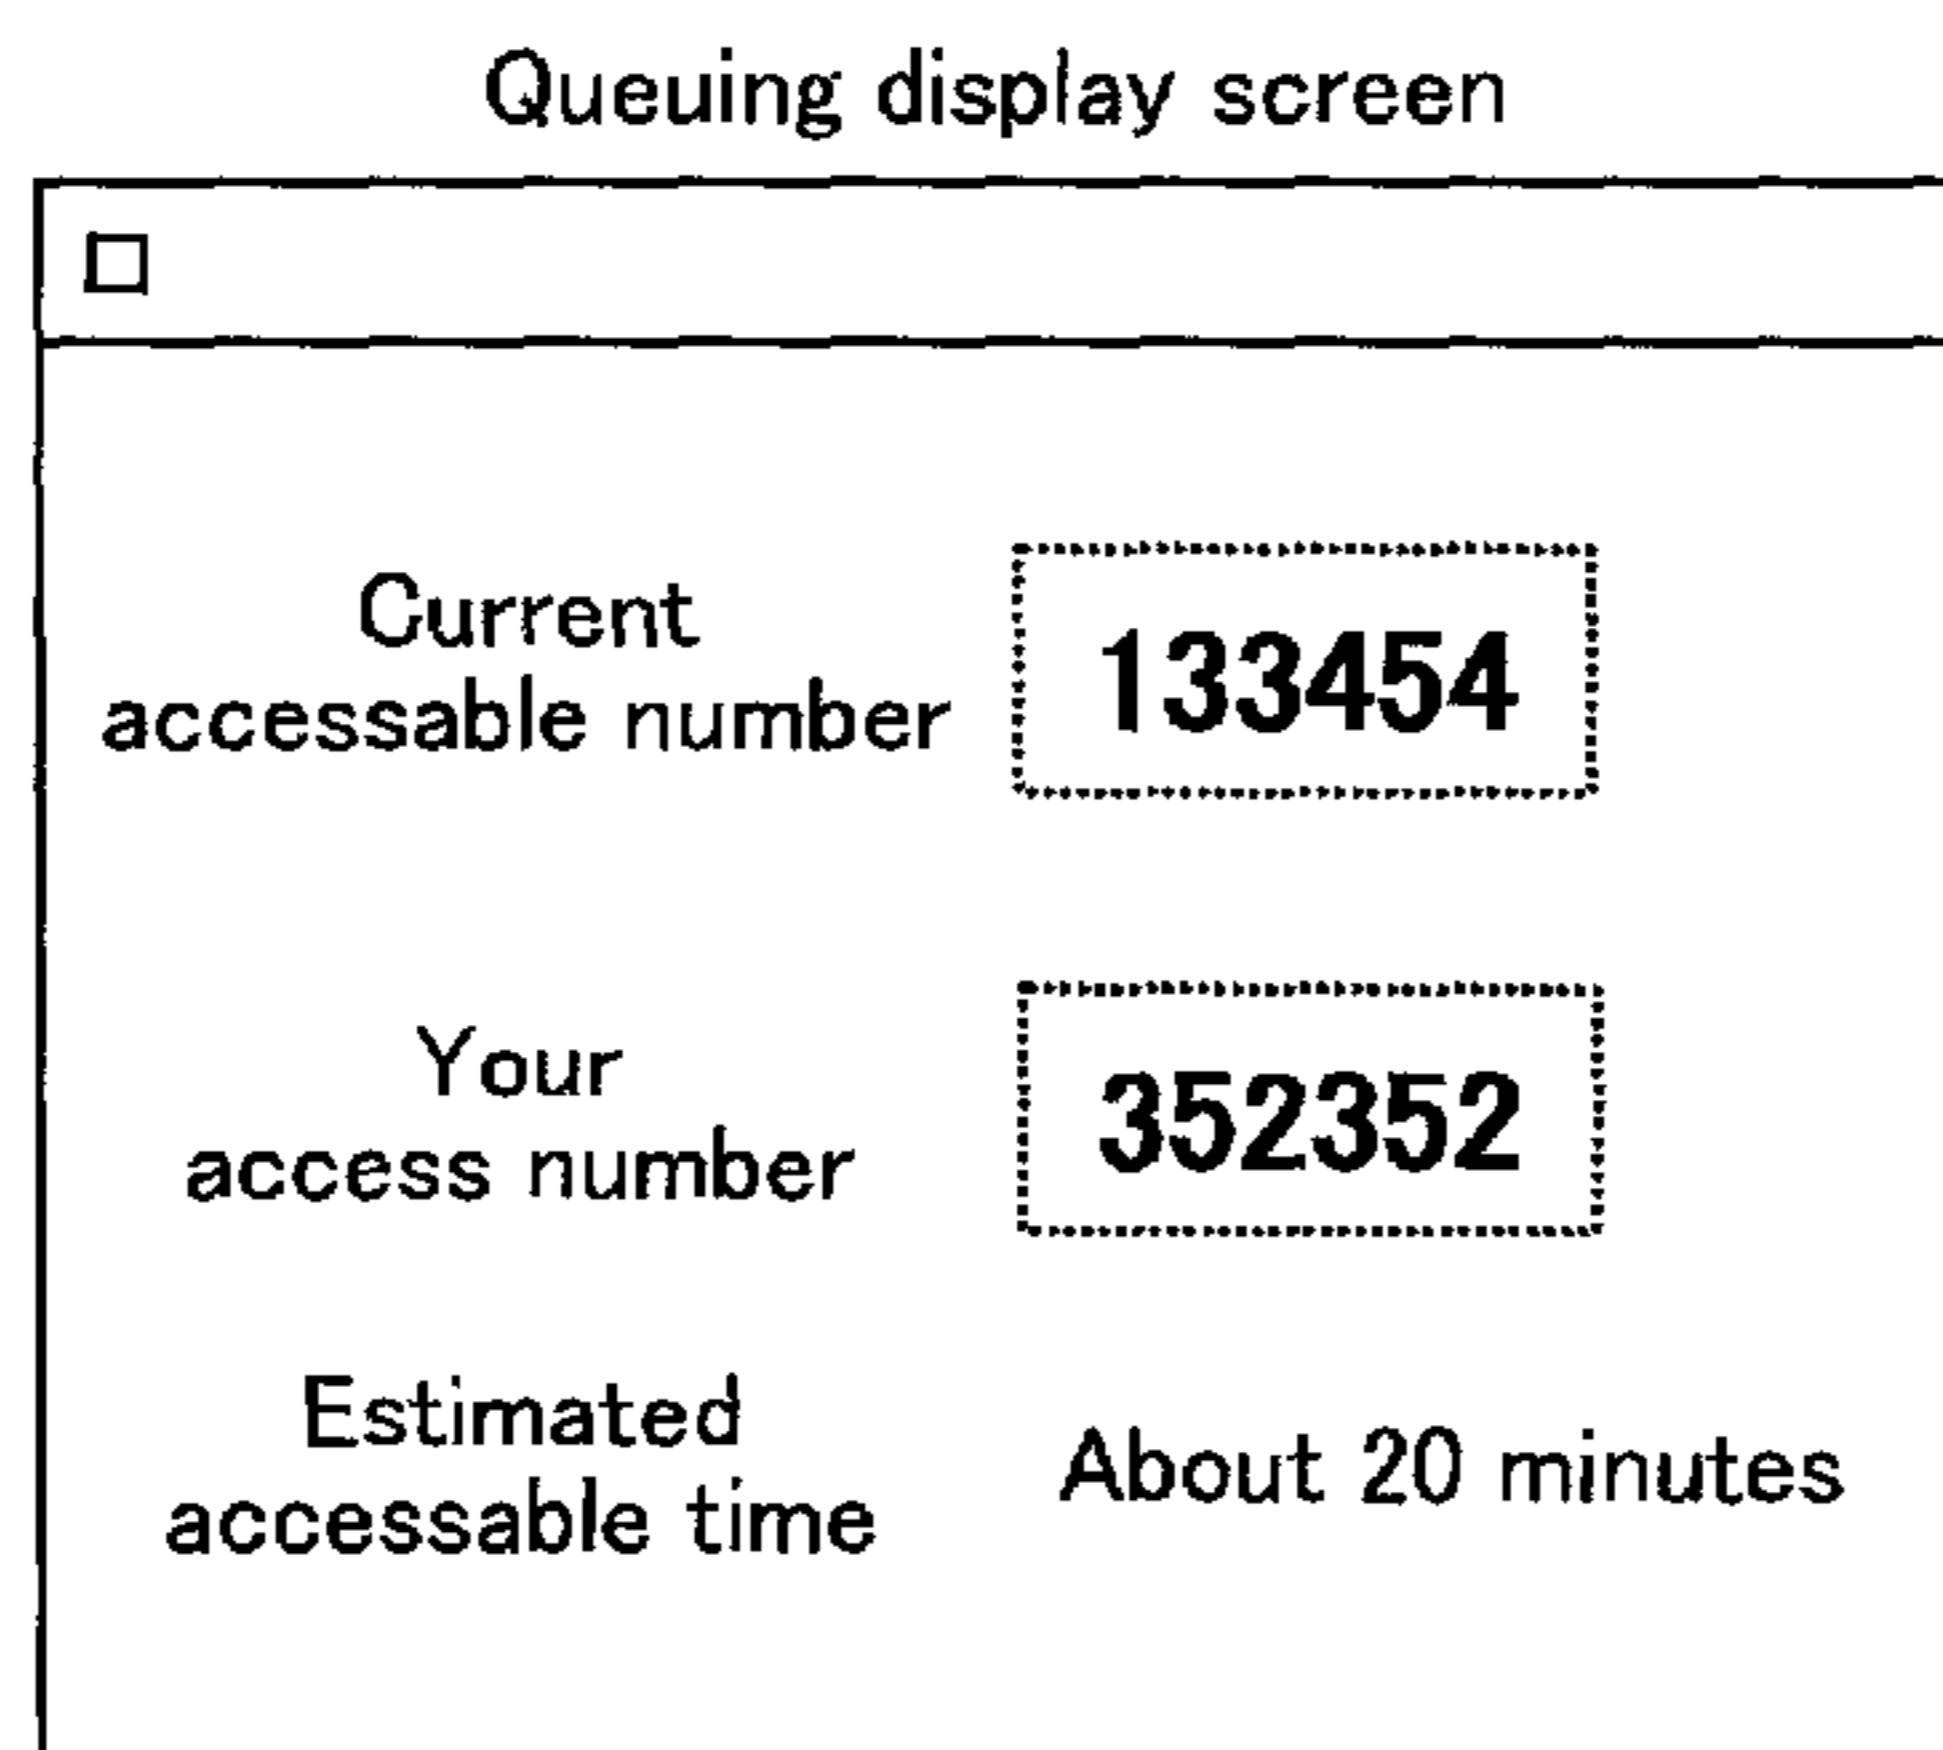 Queuing display screen
Current
accessable number
133454
Your
access number
352352
Estimated
accessable time
About 20 minutes